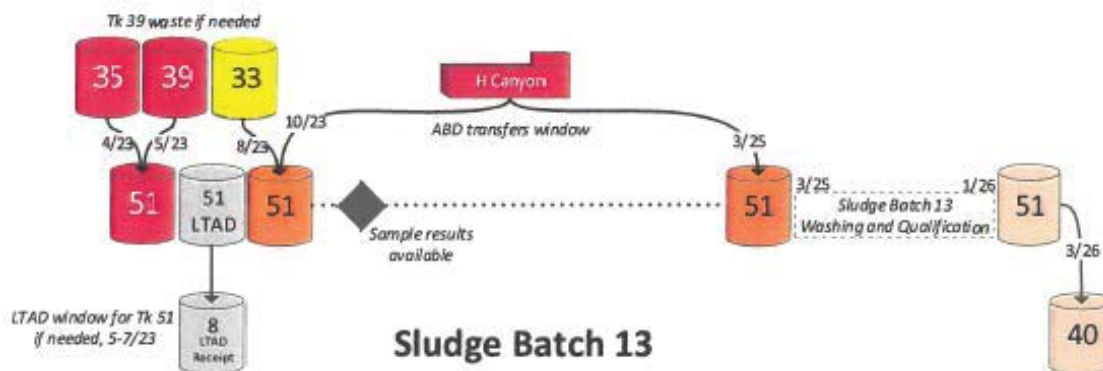 Tk 39 waste if needed
35
39
33
H Canyon
4/23
5/23
8/23
10/23
ABD transfers window
3/25
51
51
LTAD
51
Sample results
available
51
3/25
1/26
Sludge Batch 13
Washing and Qualification
51
3/26
LTAD window for Tk 51
if needed, 5-7/23
8
LTAD
Receipt
Sludge Batch 13
40